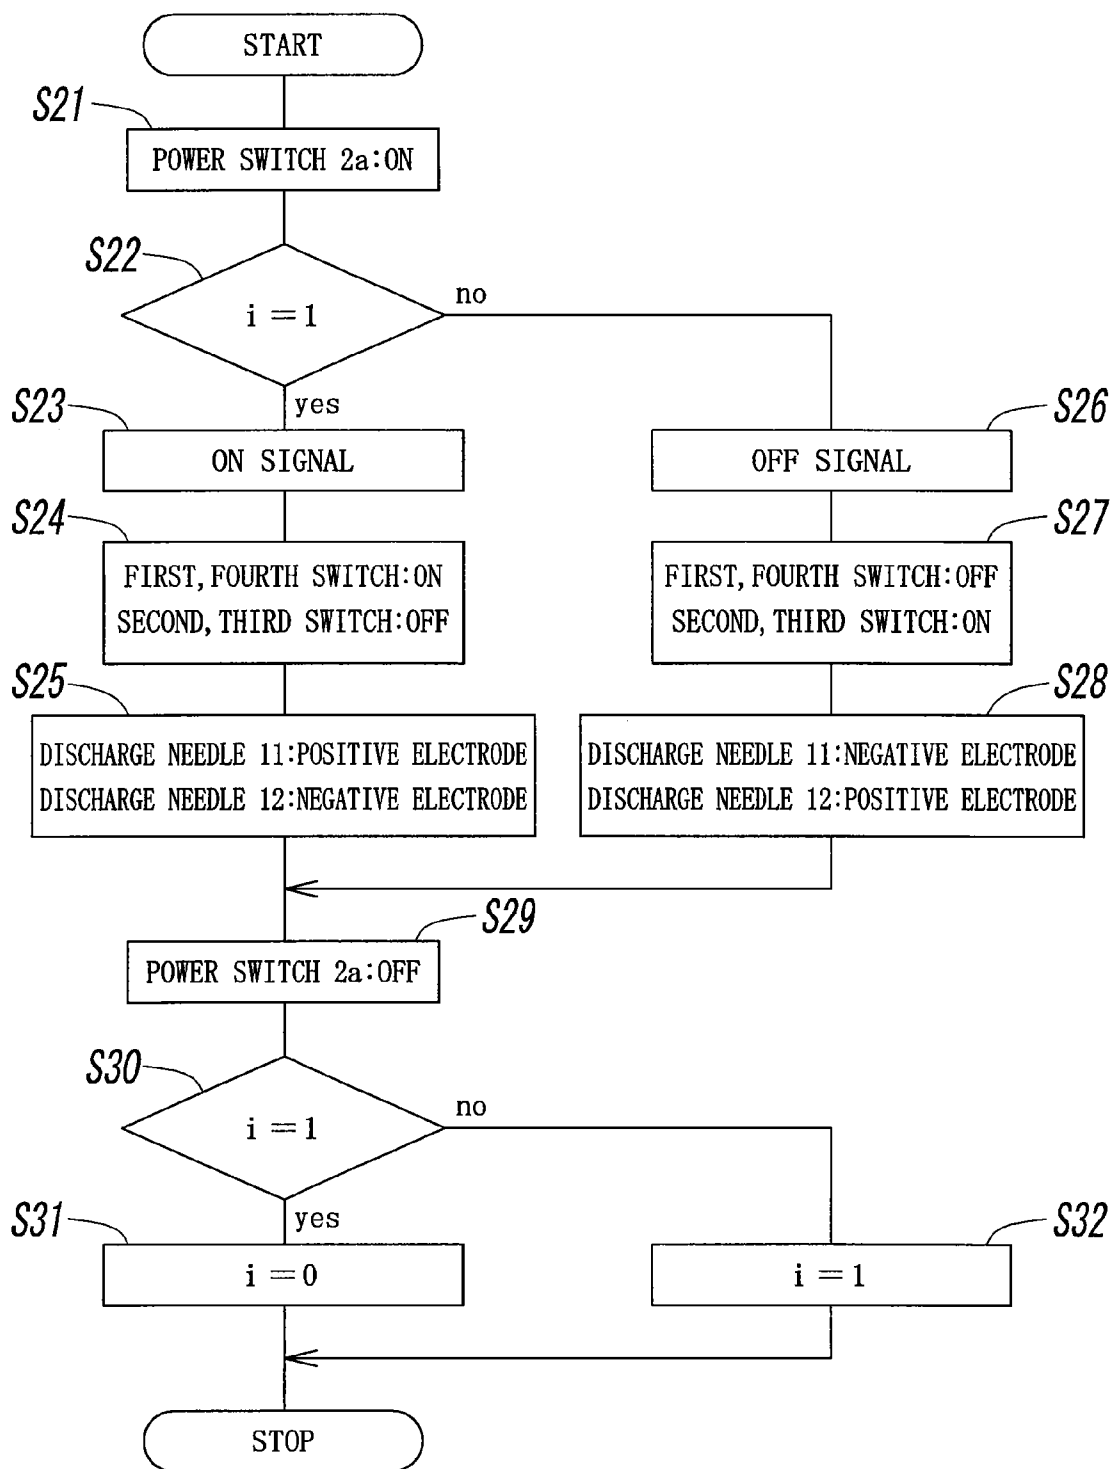 START
S21
POWER SWITCH 2a:ON
S22
i=1
no
yes
S23
ON SIGNAL
S26
OFF SIGNAL
S24
FIRST, FOURTH SWITCH:ON
SECOND, THIRD SWITCH:OFF
S27
FIRST, FOURTH SWITCH:OFF
SECOND, THIRD SWITCH:ON
S25
DISCHARGE NEEDLE 11:POSITIVE ELECTRODE
DISCHARGE NEEDLE 12:NEGATIVE ELECTRODE
S28
DISCHARGE NEEDLE 11:NEGATIVE ELECTRODE
DISCHARGE NEEDLE 12:POSITIVE ELECTRODE
S29
POWER SWITCH 2a:OFF
S30
i=1
no
yes
S31
i=0
S32
i=1
STOP